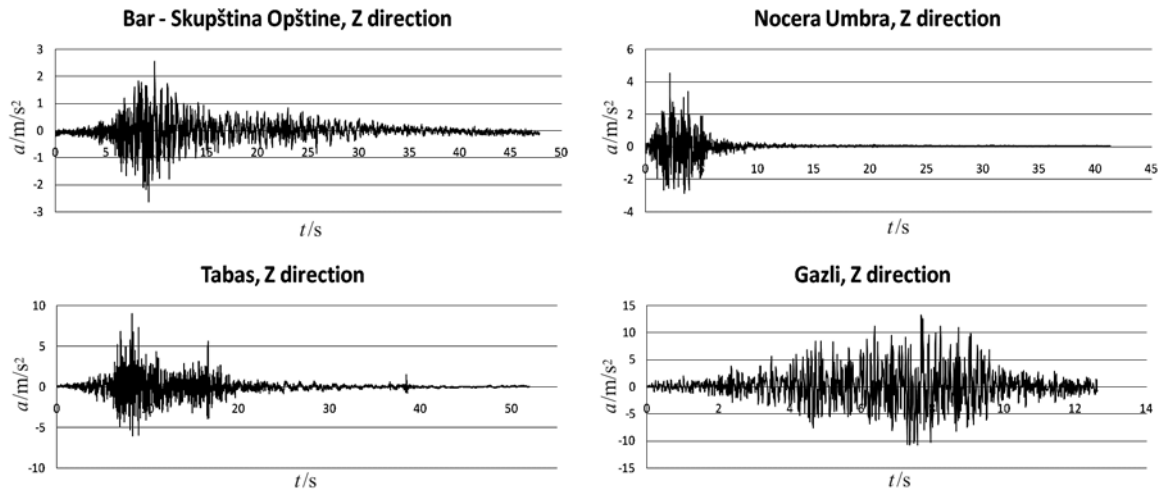 Bar - Skupština Opštine, Z direction
3
2
1
0
-1
-2
-3
a/m/s²
0 5 10 15 20 25 30 35 40 45 50
t/s
Nocera Umbra, Z direction
6
4
2
0
-2
-4
a/m/s²
0 5 10 15 20 25 30 35 40 45
t/s
Tabas, Z direction
10
5
0
-5
-10
a/m/s²
0 10 20 30 40 50
t/s
Gazli, Z direction
15
10
5
0
-5
-10
-15
a/m/s²
0 2 4 6 8 10 12 14
t/s